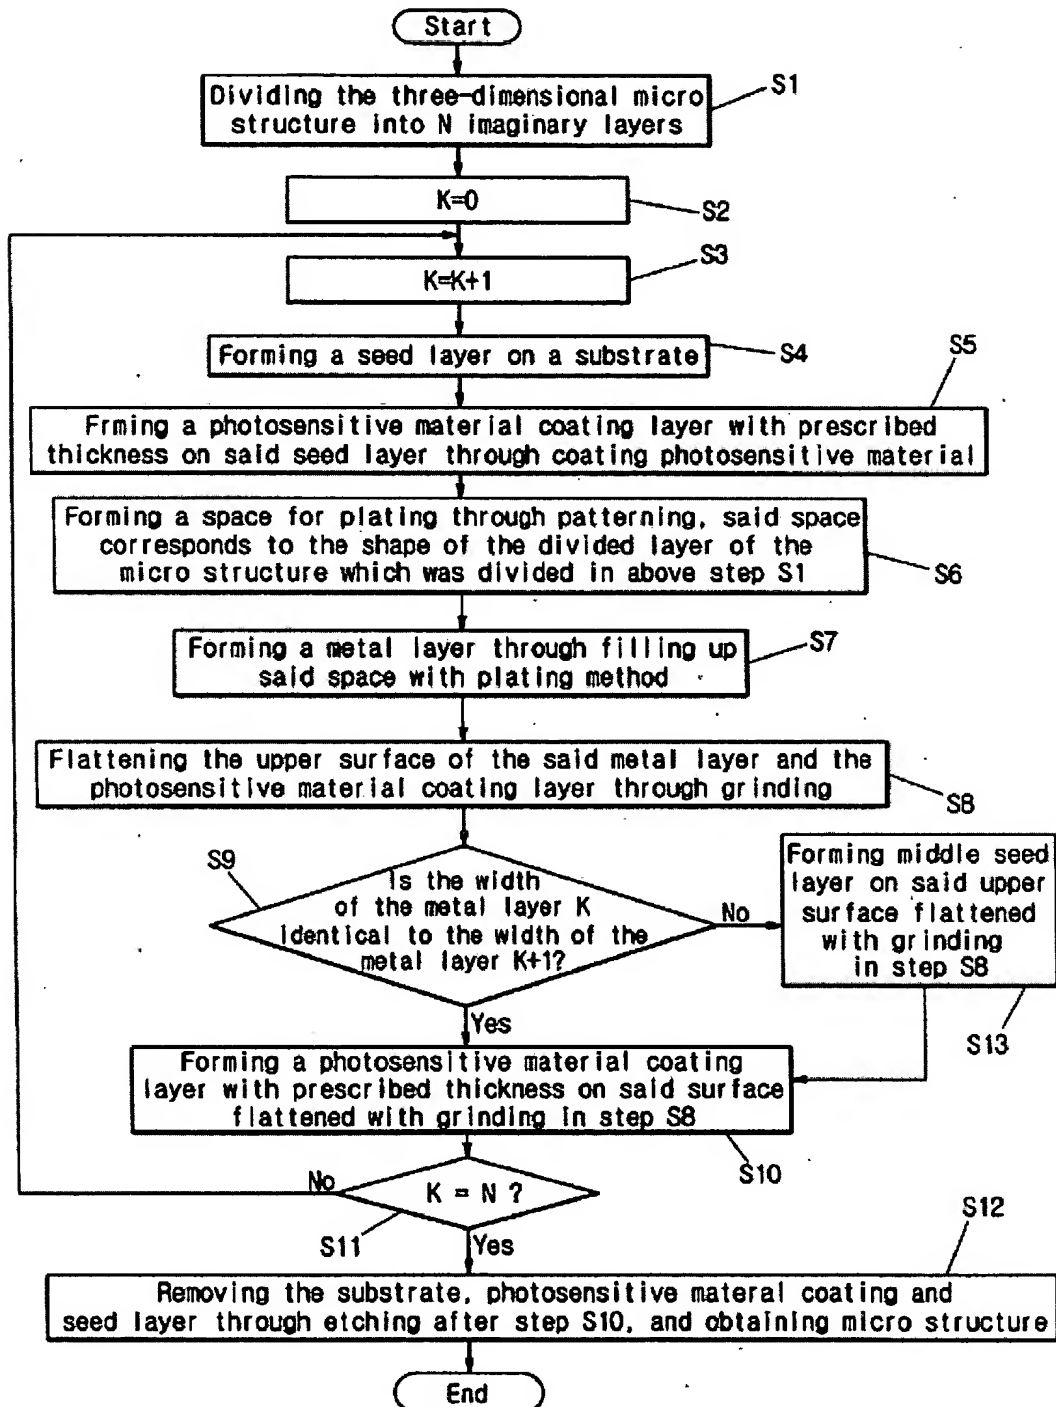 Start
Dividing the three-dimensional micro
structure into N imaginary layers
S1
K=0
S2
K=K+1
S3
Forming a seed layer on a substrate
S4
S5
Frming a photosensitive material coating layer with prescribed
thickness on said seed layer through coating photosensitive material
Forming a space for plating through patterning, said space
corresponds to the shape of the divided layer of the
micro structure which was divided in above step S1
S6
Forming a metal layer through filling up
said space with plating method
S7
Flattening the upper surface of the said metal layer and the
photosensitive material coating layer through grinding
S8
S9
Is the width
of the metal layer K
identical to the width of the
metal layer K+1?
No
Forming middle seed
layer on said upper
surface flattened
with grinding
in step S8
S13
Yes
Forming a photosensitive material coating
layer with prescribed thickness on said surface
flattened with grinding in step S8
S10
No
K = N ?
S11
Yes
S12
Removing the substrate, photosensitive materal coating and
seed layer through etching after step S10, and obtaining micro structure
End